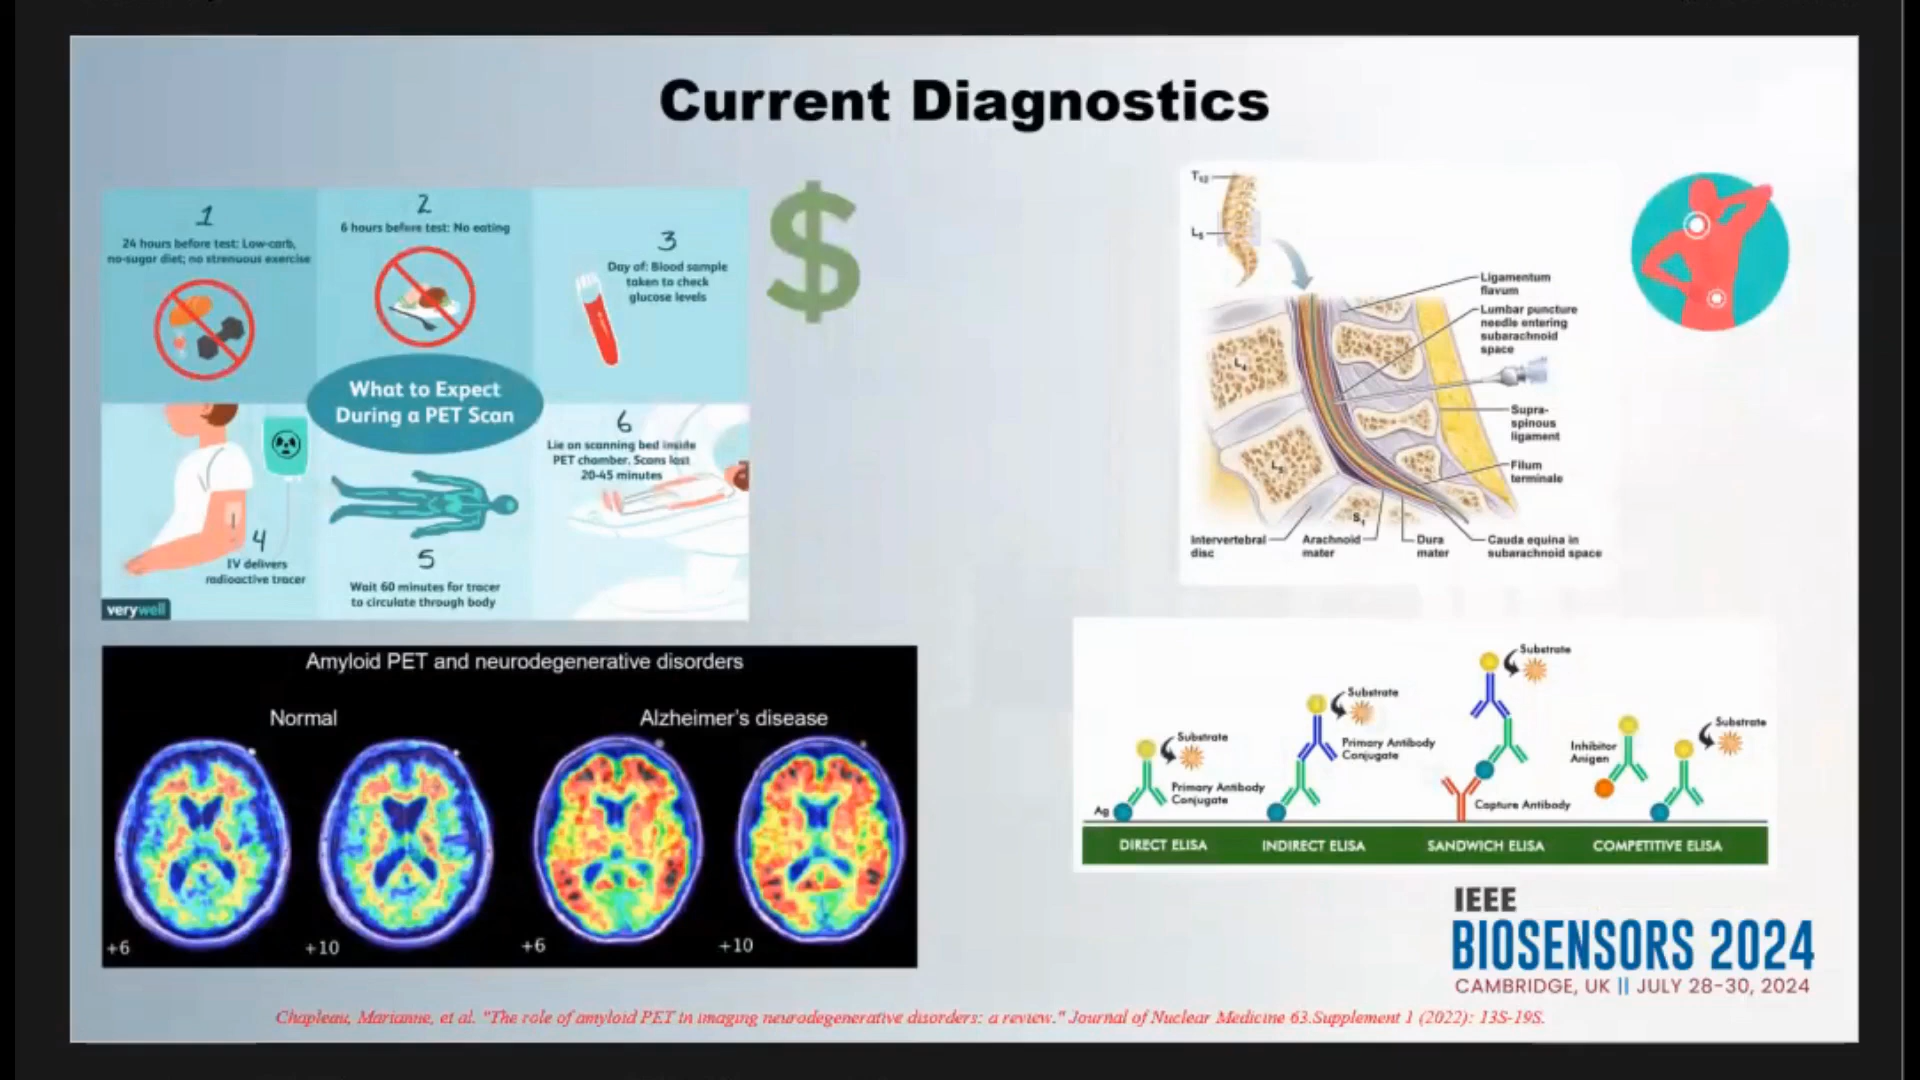 Current Diagnostics
1
24 hours before test: Low-carb,
no-sugar diet; no strenuous exercise
2
6 hours before test: No eating
3
Day of: Blood sample
taken to check
glucose levels
What to Expect
During a PET Scan
4
IV delivers
radioactive tracer
5
Wait 60 minutes for tracer
to circulate through body
6
Lie on scanning bed inside
PET chamber. Scans last
20-45 minutes
verywell
$
T12
L5
Ligamentum
flavum
Lumbar puncture
needle entering
subarachnoid
space
L4
Supra-
spinous
ligament
L5
Filum
terminale
S1
Intervertebral
disc
Arachnoid
mater
Dura
mater
Cauda equina in
subarachnoid space
Amyloid PET and neurodegenerative disorders
Normal
Alzheimer's disease
+6
+10
+6
+10
Substrate
Primary Antibody
Conjugate
Ag
Substrate
Primary Antibody
Conjugate
Substrate
Capture Antibody
Inhibitor
Anigen
Substrate
DIRECT ELISA
INDIRECT ELISA
SANDWICH ELISA
COMPETITIVE ELISA
IEEE
BIOSENSORS 2024
CAMBRIDGE, UK || JULY 28-30, 2024
Chapleau, Marianne, et al. "The role of amyloid PET in imaging neurodegenerative disorders: a review." Journal of Nuclear Medicine 63.Supplement 1 (2022): 13S-19S.